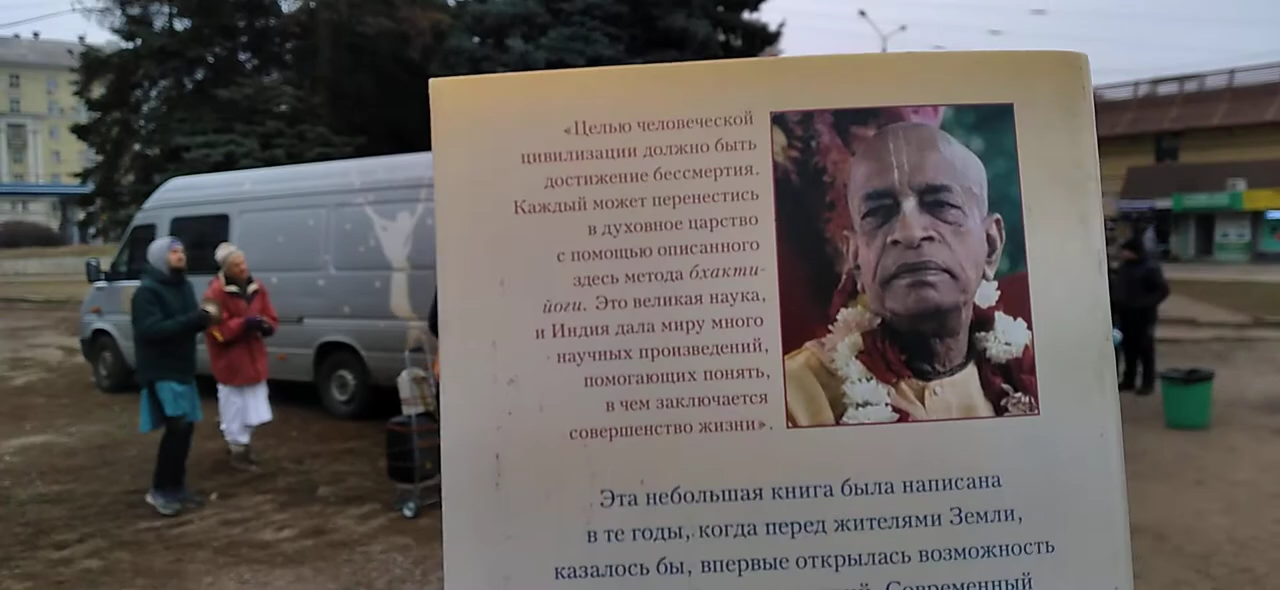 «Целью человеческой
цивилизации должно быть
достижение бессмертия.
Каждый может перенестись
в духовное царство
с помощью описанного
здесь метода бхакти-
йоги. Это великая наука,
и Индия дала миру много
научных произведений,
помогающих понять,
в чем заключается
совершенство жизни».
Эта небольшая книга была написана
в те годы, когда перед жителями Земли,
казалось бы, впервые открылась возможность
Современный